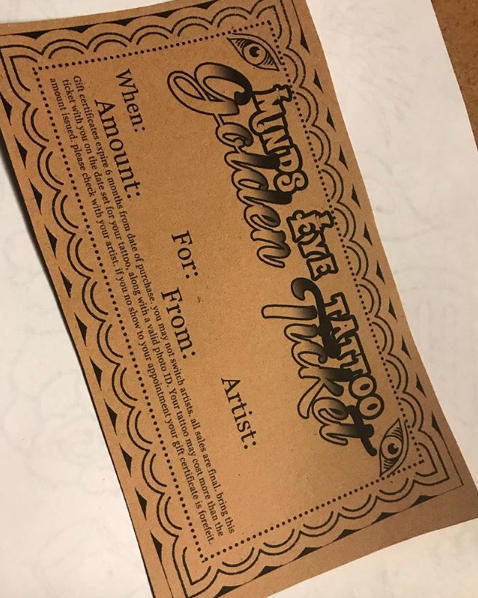 Minds Eye Tattoo
Golden Ticket
When: For: Artist:
Amount: From:
Gift certificates expire 6 months from date of purchase. you may not switch artists. all sales are final. bring this
ticket with you on the date set for your tattoo, along with a valid photo ID. Your tattoo may cost more than the
amount issued. please check with your artist. if you no show to your appointment your gift certificate is forefeit.